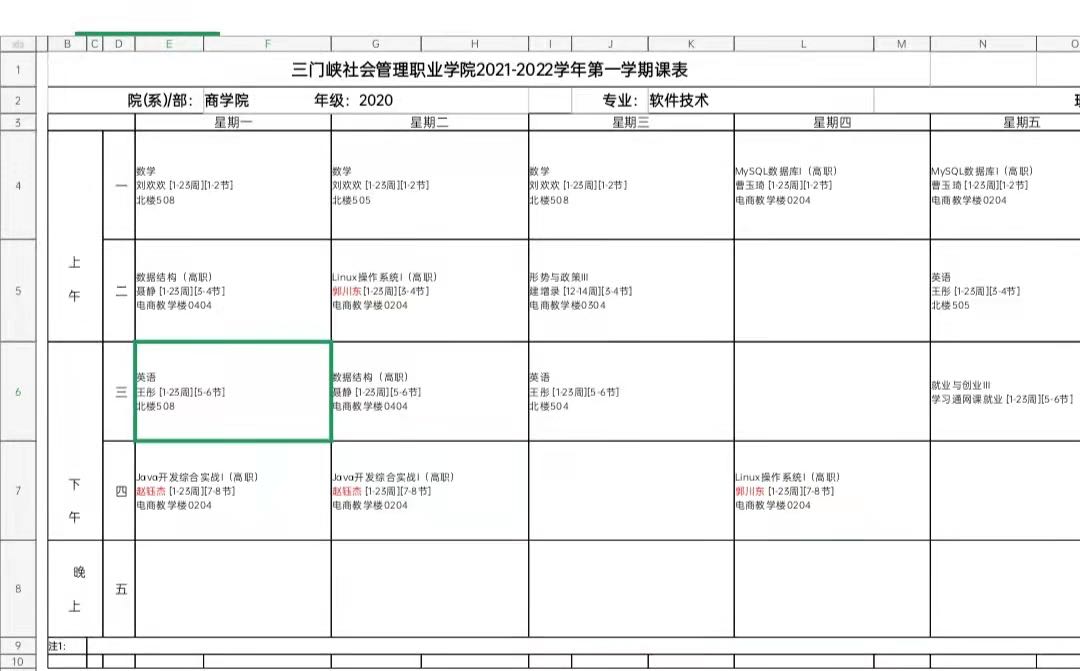 B C D E F G H I J K L M N O
1 三门峡社会管理职业学院2021-2022学年第一学期课表
2 院(系)/部： 商学院 年级： 2020 专业： 软件技术
3 星期一 星期二 星期三 星期四 星期五
4
上午
一
数学
刘欢欢 [1-23周][1-2节]
北楼508
数学
刘欢欢 [1-23周][1-2节]
北楼505
数学
刘欢欢 [1-23周][1-2节]
北楼508
MySQL数据库I（高职）
曹玉琦 [1-23周][1-2节]
电商教学楼0204
MySQL数据库I（高职）
曹玉琦 [1-23周][1-2节]
电商教学楼0204
5
二
数据结构（高职）
聂静 [1-23周][3-4节]
电商教学楼0404
Linux操作系统I（高职）
郭川东 [1-23周][3-4节]
电商教学楼0204
形势与政策III
建增录 [12-14周][3-4节]
电商教学楼0304
英语
王彤 [1-23周][3-4节]
北楼505
6
下午
三
英语
王彤 [1-23周][5-6节]
北楼508
数据结构（高职）
聂静 [1-23周][5-6节]
电商教学楼0404
英语
王彤 [1-23周][5-6节]
北楼504
就业与创业III
学习通网课就业 [1-23周][5-6节]
7
四
Java开发综合实战I（高职）
赵钰杰 [1-23周][7-8节]
电商教学楼0204
Java开发综合实战I（高职）
赵钰杰 [1-23周][7-8节]
电商教学楼0204
Linux操作系统I（高职）
郭川东 [1-23周][7-8节]
电商教学楼0204
8
晚上
五
9 注1:
10